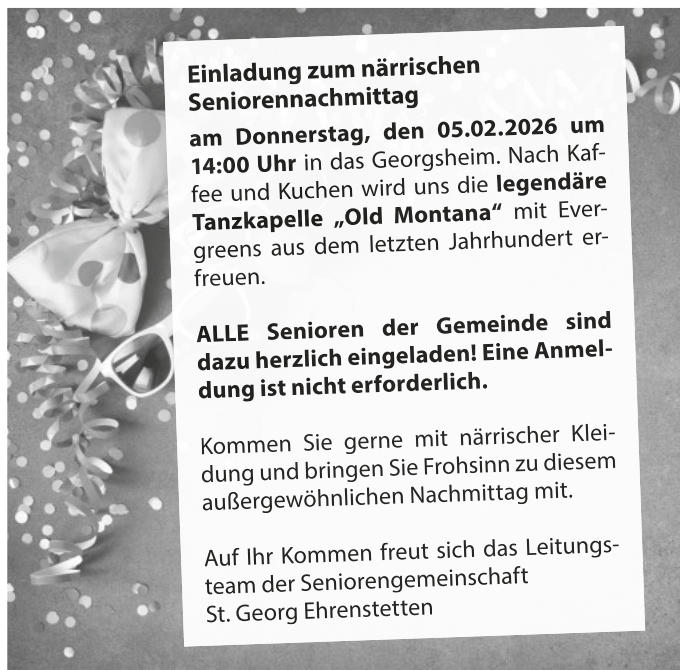 Einladung zum närrischen
Seniorennachmittag
am Donnerstag, den 05.02.2026 um
14:00 Uhr in das Georgsheim. Nach Kaf-
fee und Kuchen wird uns die legendäre
Tanzkapelle „Old Montana“ mit Ever-
greens aus dem letzten Jahrhundert er-
freuen.
ALLE Senioren der Gemeinde sind
dazu herzlich eingeladen! Eine Anmel-
dung ist nicht erforderlich.
Kommen Sie gerne mit närrischer Klei-
dung und bringen Sie Frohsinn zu diesem
außergewöhnlichen Nachmittag mit.
Auf Ihr Kommen freut sich das Leitungs-
team der Seniorengemeinschaft
St. Georg Ehrenstetten